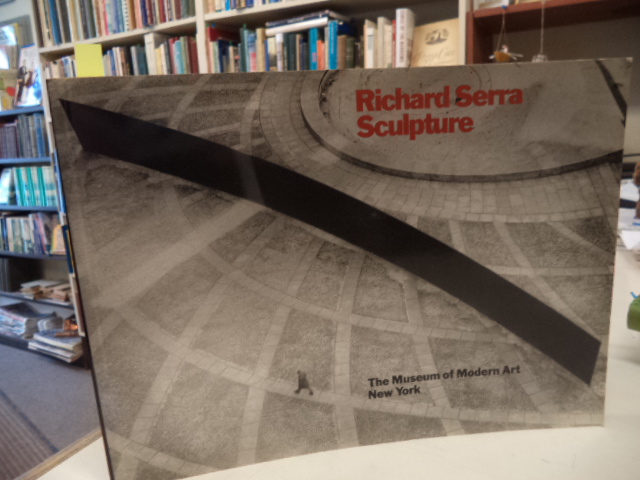 Richard Serra
Sculpture
The Museum of Modern Art
New York